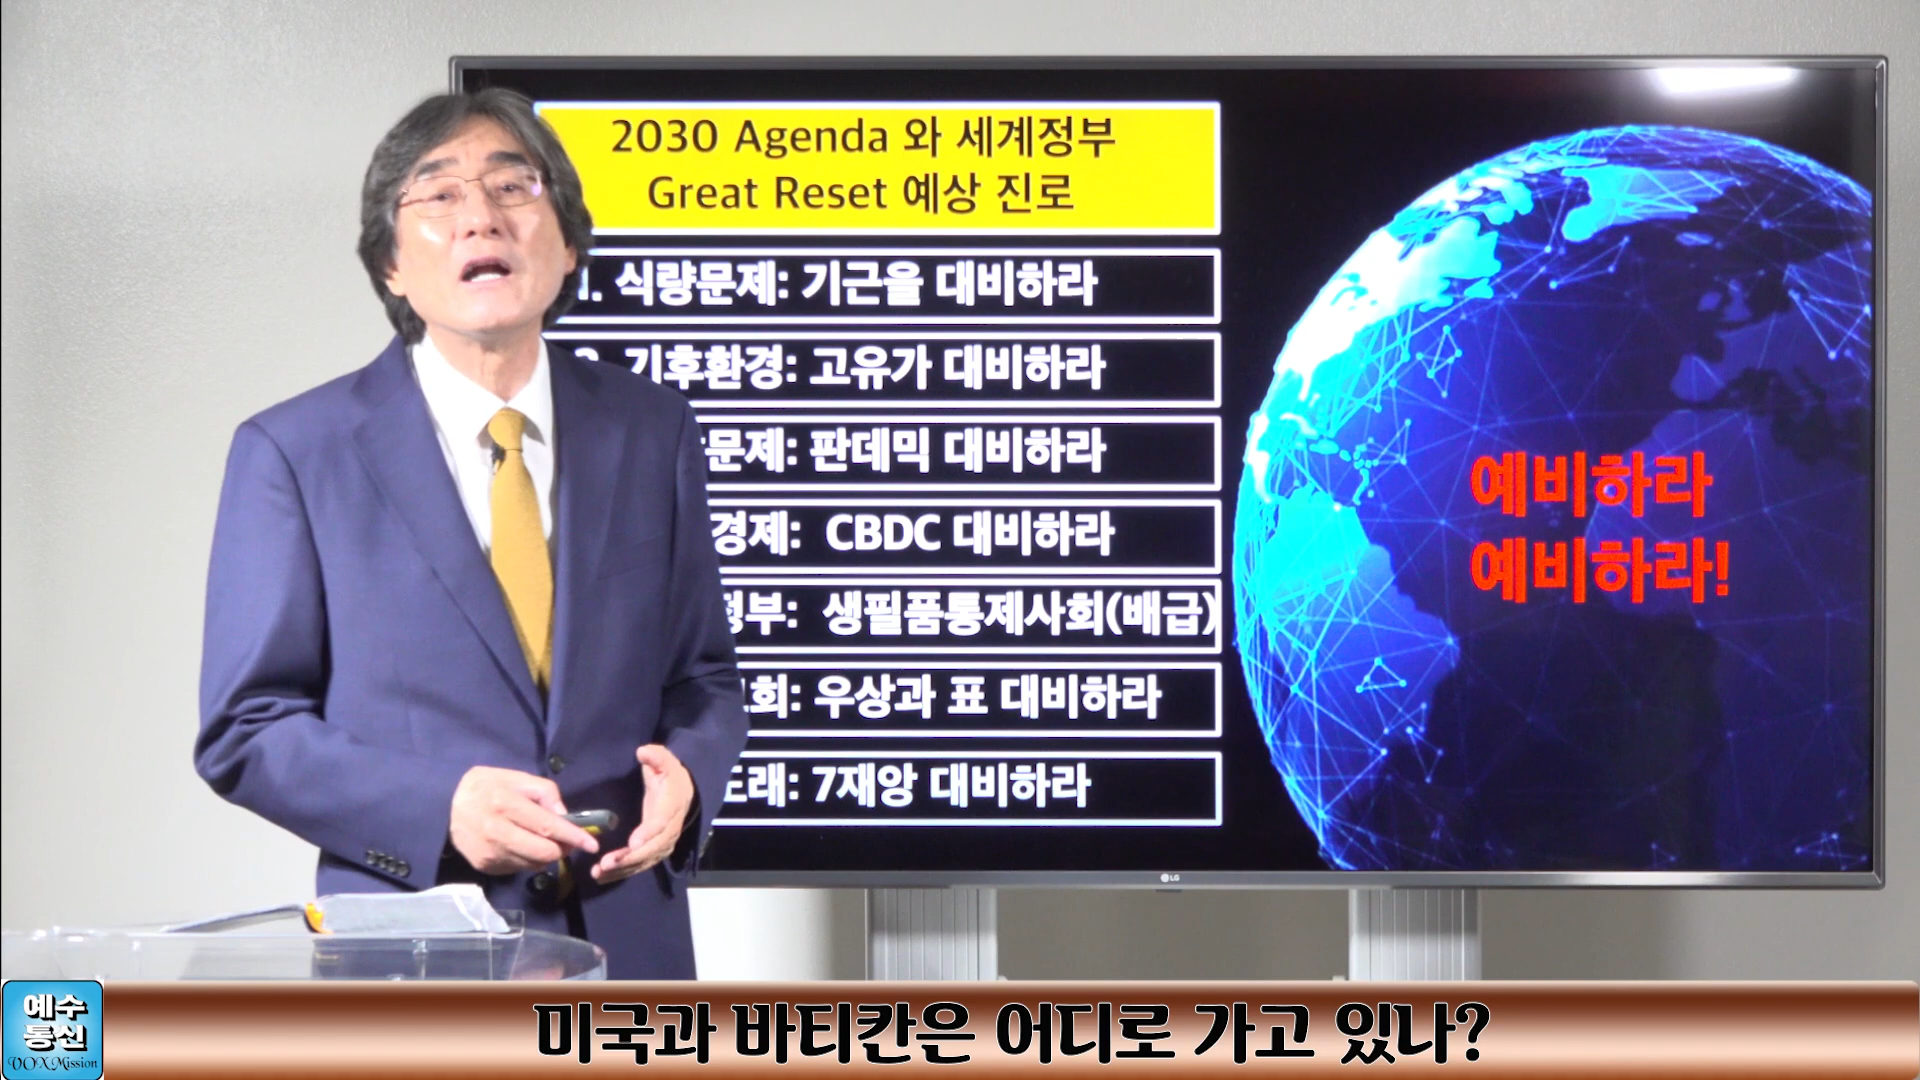 2030 Agenda 와 세계정부
Great Reset 예상 진로
1. 식량문제: 기근을 대비하라
기후환경: 고유가 대비하라
문제: 판데믹 대비하라
경제: CBDC 대비하라
정부: 생필품통제사회(배급)
회: 우상과 표 대비하라
래: 7재앙 대비하라
예비하라
예비하라!
LG
미국과 바티칸은 어디로 가고 있나?
예수
통신
VOX Mission